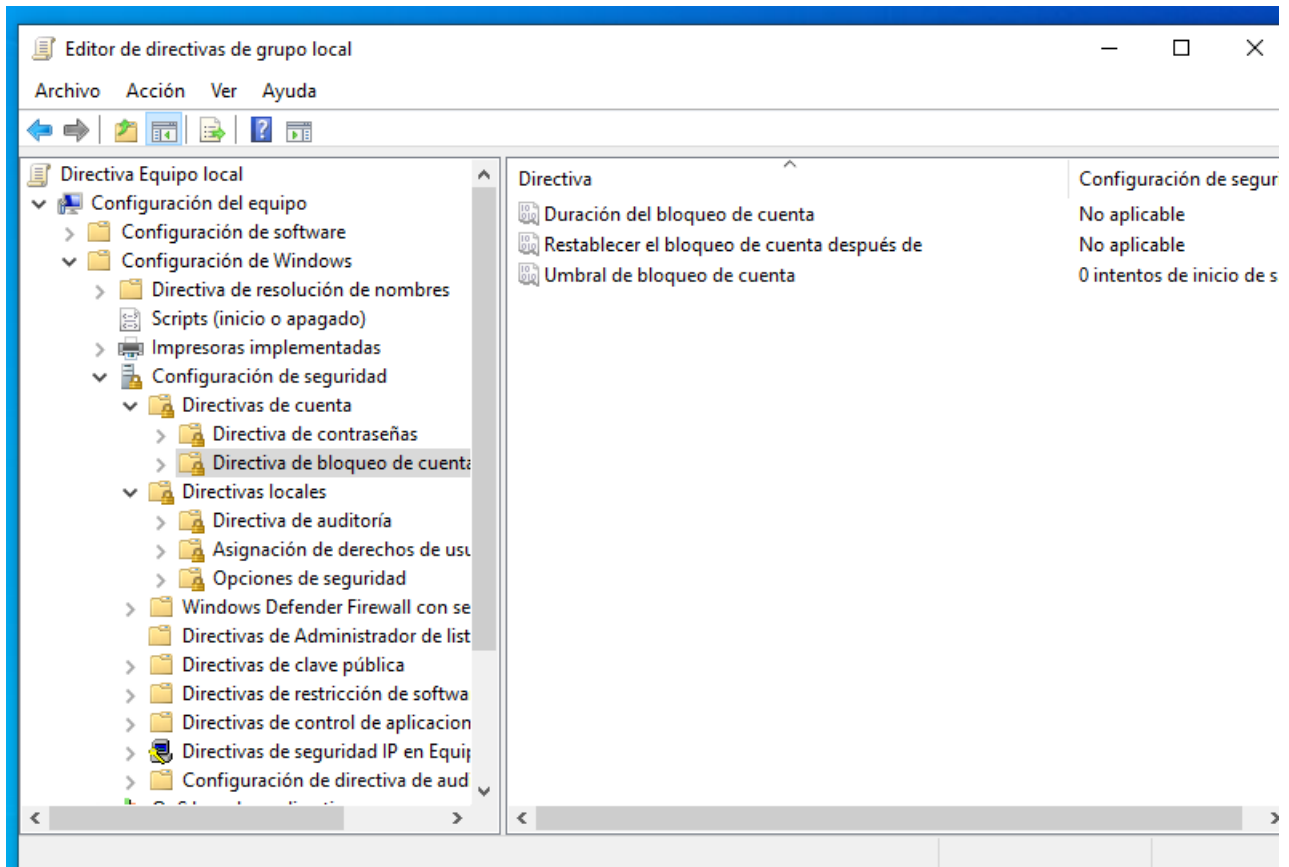 Editor de directivas de grupo local
Archivo Acción Ver Ayuda
Directiva Equipo local
Configuración del equipo
Configuración de software
Configuración de Windows
Directiva de resolución de nombres
Scripts (inicio o apagado)
Impresoras implementadas
Configuración de seguridad
Directivas de cuenta
Directiva de contraseñas
Directiva de bloqueo de cuenta
Directivas locales
Directiva de auditoría
Asignación de derechos de usu
Opciones de seguridad
Windows Defender Firewall con se
Directivas de Administrador de list
Directivas de clave pública
Directivas de restricción de softwa
Directivas de control de aplicacion
Directivas de seguridad IP en Equip
Configuración de directiva de aud
Directiva Configuración de segur
Duración del bloqueo de cuenta No aplicable
Restablecer el bloqueo de cuenta después de No aplicable
Umbral de bloqueo de cuenta 0 intentos de inicio de s